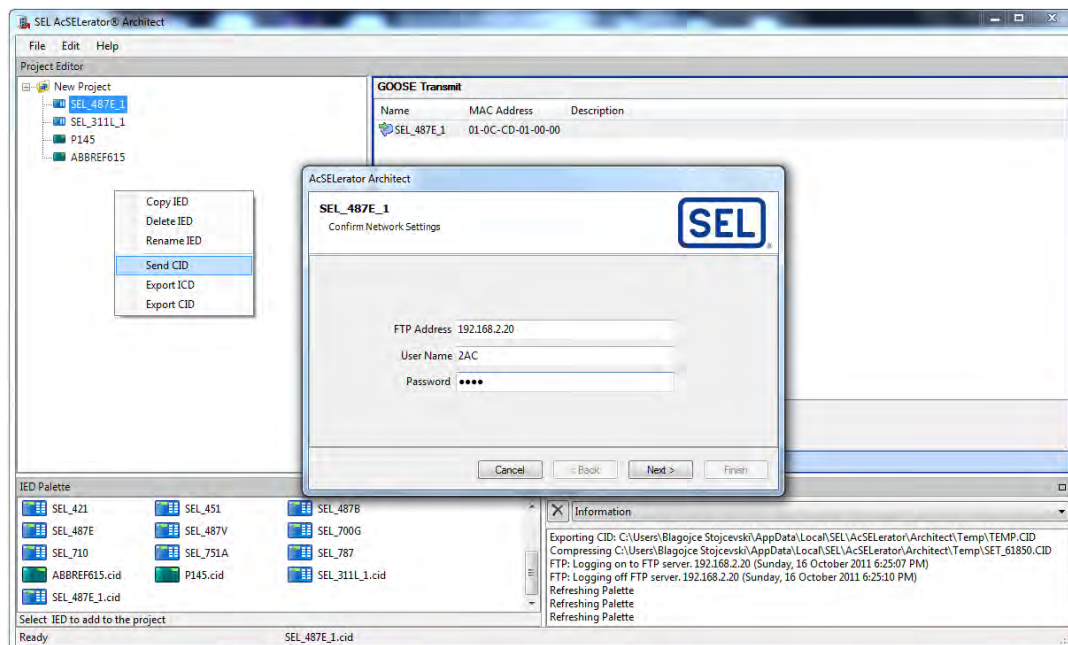 SEL AcSELerator® Architect
File Edit Help
Project Editor
New Project
SEL_487E_1
SEL_311L_1
P145
ABBREF615
GOOSE Transmit
Name MAC Address Description
SEL_487E_1 01-0C-CD-01-00-00
Copy IED
Delete IED
Rename IED
Send CID
Export ICD
Export CID
AcSELerator Architect
SEL_487E_1
Confirm Network Settings
SEL
FTP Address 192.168.2.20
User Name 2AC
Password ●●●●
Cancel < Back Next > Finish
IED Palette
SEL_421 SEL_451 SEL_487B
SEL_487E SEL_487V SEL_700G
SEL_710 SEL_751A SEL_787
ABBREF615.cid P145.cid SEL_311L_1.cid
SEL_487E_1.cid
Select IED to add to the project
Information
Exporting CID: C:\Users\Blagojce Stojcevski\AppData\Local\SEL\AcSELerator\Architect\Temp\TEMP.CID
Compressing C:\Users\Blagojce Stojcevski\AppData\Local\SEL\AcSELerator\Architect\Temp\SET_61850.CID
FTP: Logging on to FTP server. 192.168.2.20 (Sunday, 16 October 2011 6:25:07 PM)
FTP: Logging off FTP server. 192.168.2.20 (Sunday, 16 October 2011 6:25:10 PM)
Refreshing Palette
Refreshing Palette
Refreshing Palette
Ready SEL_487E_1.cid